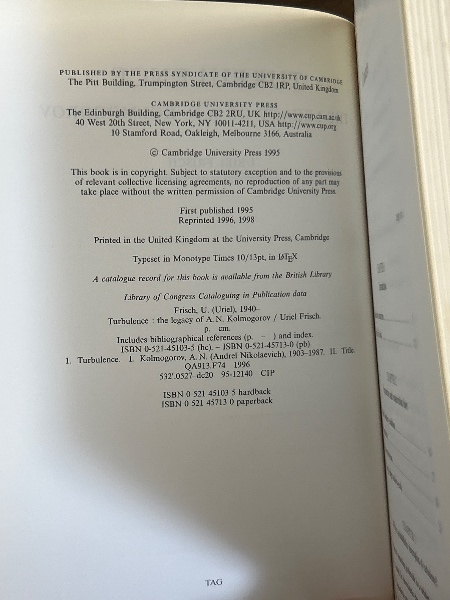 PUBLISHED BY THE PRESS SYNDICATE OF THE UNIVERSITY OF CAMBRIDGE
The Pitt Building, Trumpington Street, Cambridge CB2 1RP, United Kingdom
CAMBRIDGE UNIVERSITY PRESS
The Edinburgh Building, Cambridge CB2 2RU, UK http://www.cup.cam.ac.uk
40 West 20th Street, New York, NY 10011-4211, USA http://www.cup.org
10 Stamford Road, Oakleigh, Melbourne 3166, Australia
© Cambridge University Press 1995
This book is in copyright. Subject to statutory exception and to the provisions
of relevant collective licensing agreements, no reproduction of any part may
take place without the written permission of Cambridge University Press
First published 1995
Reprinted 1996, 1998
Printed in the United Kingdom at the University Press, Cambridge
Typeset in Monotype Times 10/13pt, in LATEX
A catalogue record for this book is available from the British Library
Library of Congress Cataloguing in Publication data
Frisch, U. (Uriel), 1940–
Turbulence : the legacy of A. N. Kolmogorov / Uriel Frisch.
p. cm.
Includes bibliographical references (p. – ) and index.
ISBN 0-521-45103-5 (hc). – ISBN 0-521-45713-0 (pb)
1. Turbulence. I. Kolmogorov, A. N. (Andrei Nikolaevich), 1903–1987. II. Title
QA913.F74 1996
532'.0527–dc20 95-12140 CIP
ISBN 0 521 45103 5 hardback
ISBN 0 521 45713 0 paperback
TAG